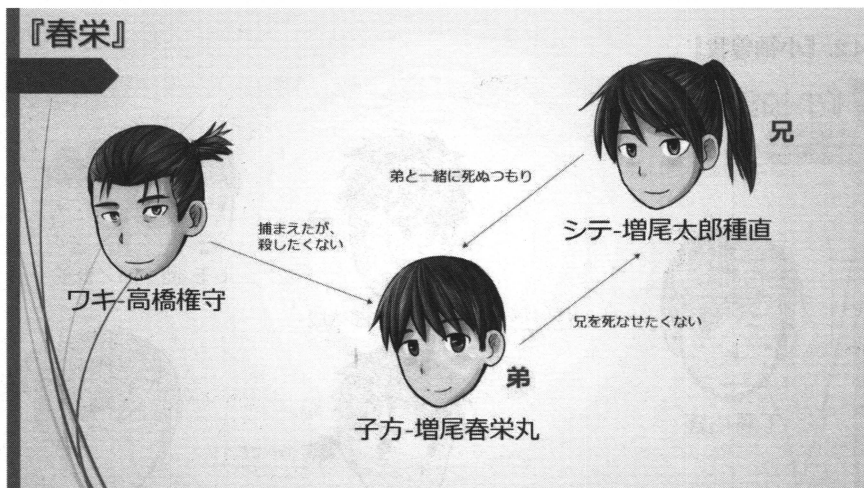 『春栄』
兄
弟と一緒に死ぬつもり
シテ-増尾太郎種直
捕まえたが、
殺したくない
ワキ-高橋権守
兄を死なせたくない
弟
子方-増尾春栄丸